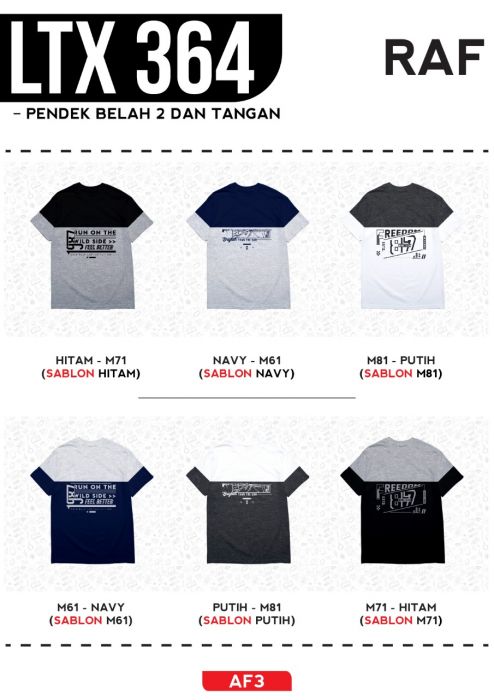 LTX 364
RAF
– PENDEK BELAH 2 DAN TANGAN
RUN ON THE
WILD SIDE >>
FEEL BETTER
HITAM - M71
(SABLON HITAM)
NAVY - M61
(SABLON NAVY)
M81 - PUTIH
(SABLON M81)
RUN ON THE
WILD SIDE >>
FEEL BETTER
M61 - NAVY
(SABLON M61)
PUTIH - M81
(SABLON PUTIH)
M71 - HITAM
(SABLON M71)
AF3